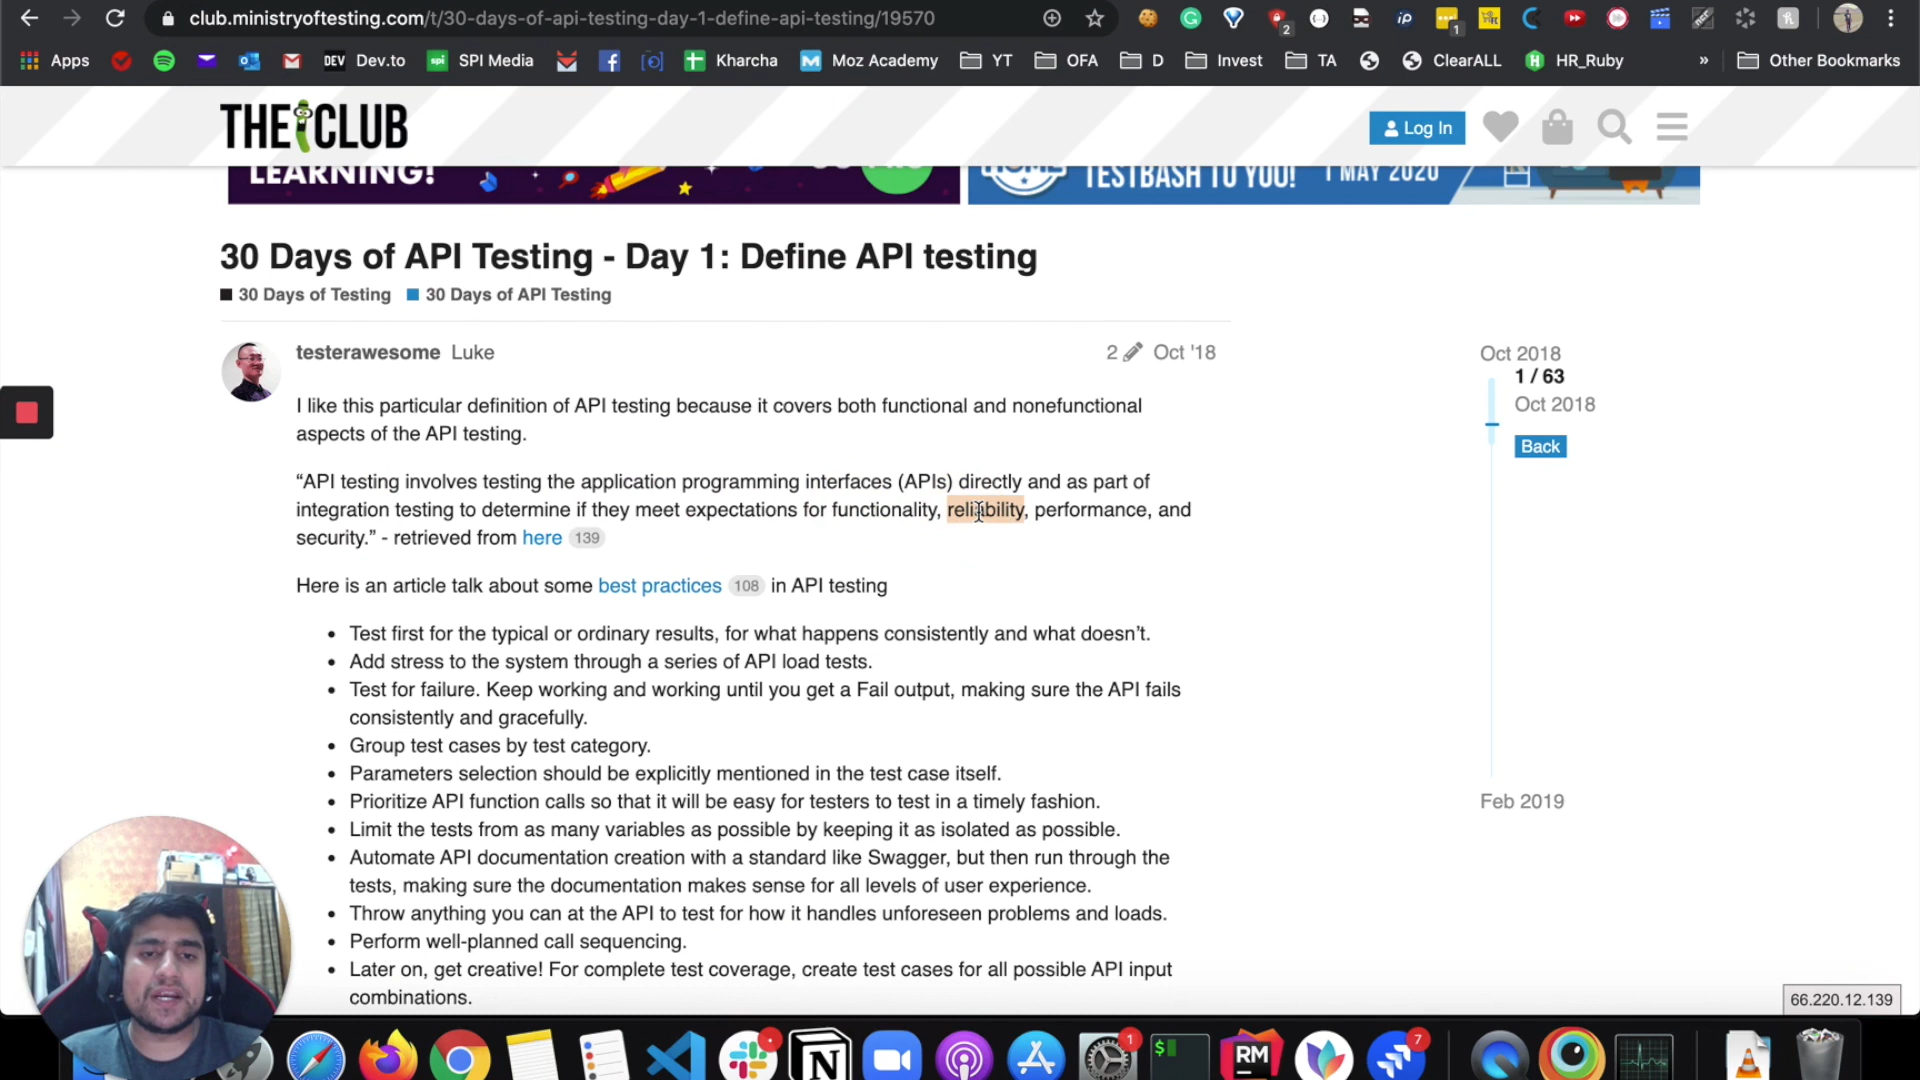 club.ministryoftesting.com/t/30-days-of-api-testing-day-1-define-api-testing/19570
2
1
Apps
DEV Dev.to
spi SPI Media
Kharcha
Moz Academy
YT
OFA
D
Invest
TA
ClearALL
HR_Ruby
»
Other Bookmarks
THE CLUB
Log In
LEARNING!
TESTBASH TO YOU! 1 MAY 2020
30 Days of API Testing - Day 1: Define API testing
30 Days of Testing 30 Days of API Testing
testerawesome Luke
2 Oct '18
I like this particular definition of API testing because it covers both functional and nonefunctional
aspects of the API testing.
“API testing involves testing the application programming interfaces (APIs) directly and as part of
integration testing to determine if they meet expectations for functionality, reliability, performance, and
security.” - retrieved from here 139
Here is an article talk about some best practices 108 in API testing
• Test first for the typical or ordinary results, for what happens consistently and what doesn’t.
• Add stress to the system through a series of API load tests.
• Test for failure. Keep working and working until you get a Fail output, making sure the API fails
consistently and gracefully.
• Group test cases by test category.
• Parameters selection should be explicitly mentioned in the test case itself.
• Prioritize API function calls so that it will be easy for testers to test in a timely fashion.
• Limit the tests from as many variables as possible by keeping it as isolated as possible.
• Automate API documentation creation with a standard like Swagger, but then run through the
tests, making sure the documentation makes sense for all levels of user experience.
• Throw anything you can at the API to test for how it handles unforeseen problems and loads.
• Perform well-planned call sequencing.
• Later on, get creative! For complete test coverage, create test cases for all possible API input
combinations.
Oct 2018
1 / 63
Oct 2018
Back
Feb 2019
66.220.12.139
1
RM
7